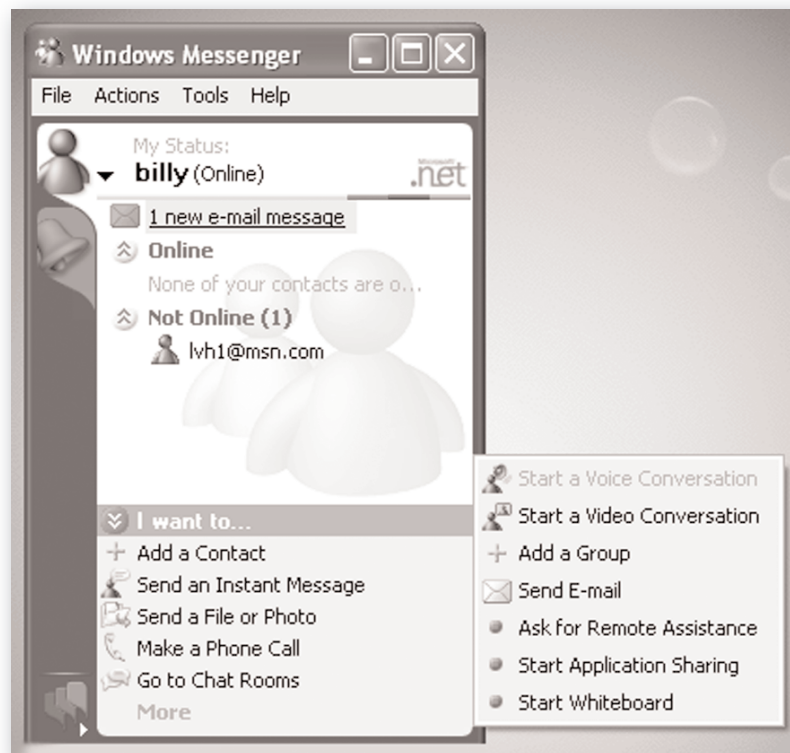 Windows Messenger
File Actions Tools Help
My Status:
billy (Online)
Microsoft
.net
1 new e-mail message
Online
None of your contacts are o...
Not Online (1)
lvh1@msn.com
I want to...
Add a Contact
Send an Instant Message
Send a File or Photo
Make a Phone Call
Go to Chat Rooms
More
Start a Voice Conversation
Start a Video Conversation
Add a Group
Send E-mail
Ask for Remote Assistance
Start Application Sharing
Start Whiteboard